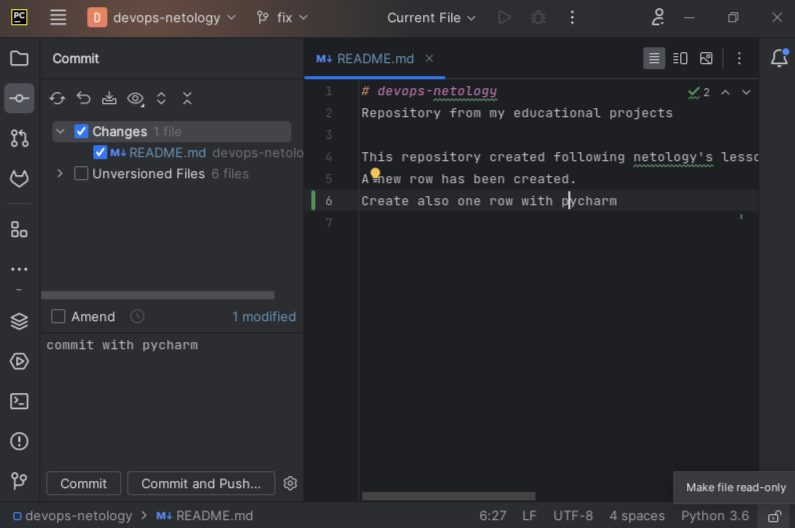 PC
D devops-netology
fix
Current File
Commit
M↓ README.md
Changes 1 file
M↓ README.md devops-netolo
Unversioned Files 6 files
1 # devops-netology
2
2 Repository from my educational projects
3
4 This repository created following netology's lesso
5 A new row has been created.
6 Create also one row with pycharm
7
Amend
1 modified
commit with pycharm
Commit
Commit and Push...
Make file read-only
devops-netology
M↓ README.md
6:27
LF
UTF-8
4 spaces
Python 3.6